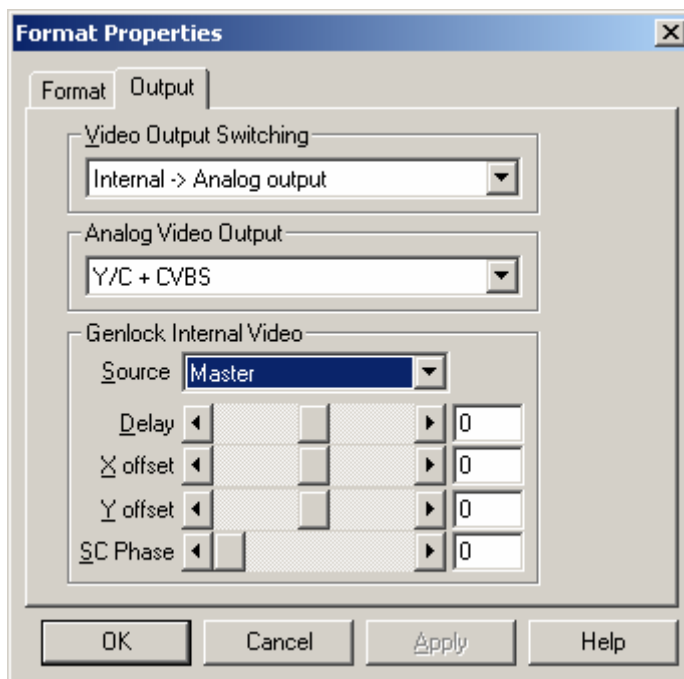 Format Properties
Format Output
Video Output Switching
Internal -> Analog output
Analog Video Output
Y/C + CVBS
Genlock Internal Video
Source Master
Delay 0
X offset 0
Y offset 0
SC Phase 0
OK Cancel Apply Help